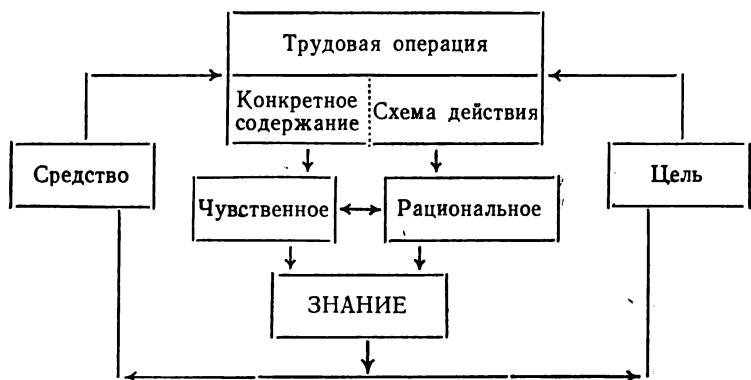 Трудовая операция
Конкретное
содержание
Схема действия
Средство
Цель
Чувственное
Рациональное
ЗНАНИЕ